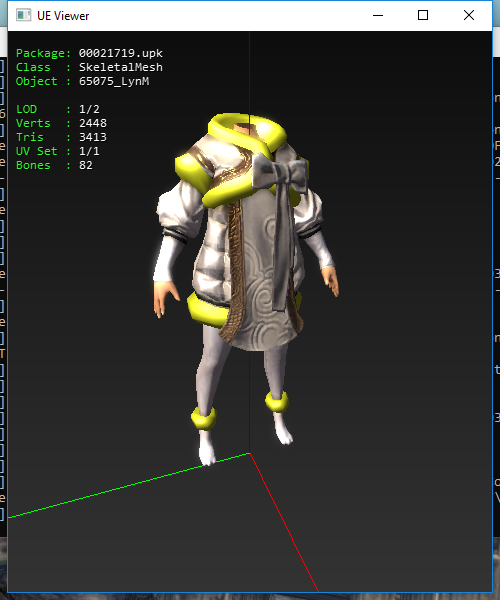 UE Viewer
Package: 00021719.upk
Class : SkeletalMesh
Object : 65075_LynM
LOD : 1/2
Verts : 2448
Tris : 3413
UV Set : 1/1
Bones : 82